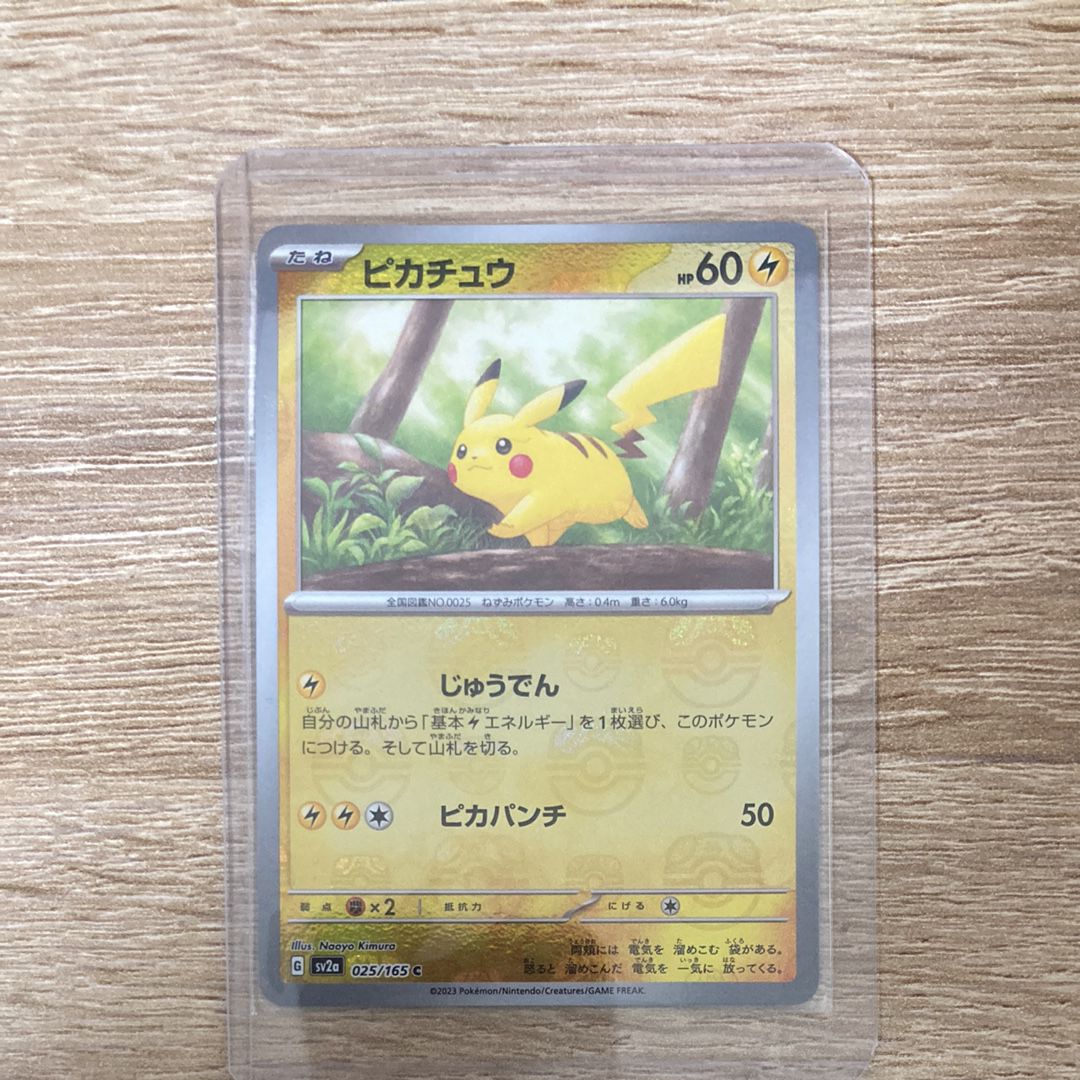 たね ピカチュウ HP60
全国図鑑NO.0025 ねずみポケモン 高さ:0.4m 重さ:6.0kg
じゅうでん
自分の山札から「基本エネルギー」を1枚選び、このポケモン
につける。そして山札を切る。
ピカパンチ 50
弱点 ×2 抵抗力 にげる
Illus. Naoyo Kimura
両頬には 電気を 溜めこむ 袋がある。
G sv2a 025/165 C
怒ると 溜めこんだ 電気を 一気に 放ってくる。
©2023 Pokémon/Nintendo/Creatures/GAME FREAK.